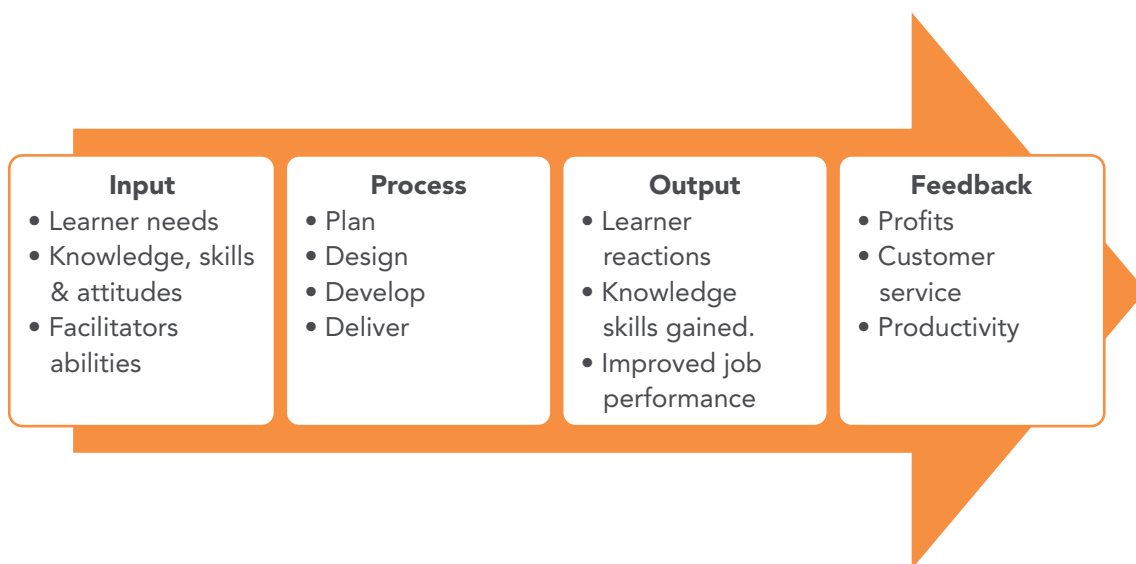 Input
• Learner needs
• Knowledge, skills
& attitudes
• Facilitators
abilities
Process
• Plan
• Design
• Develop
• Deliver
Output
• Learner
reactions
• Knowledge
skills gained.
• Improved job
performance
Feedback
• Profits
• Customer
service
• Productivity